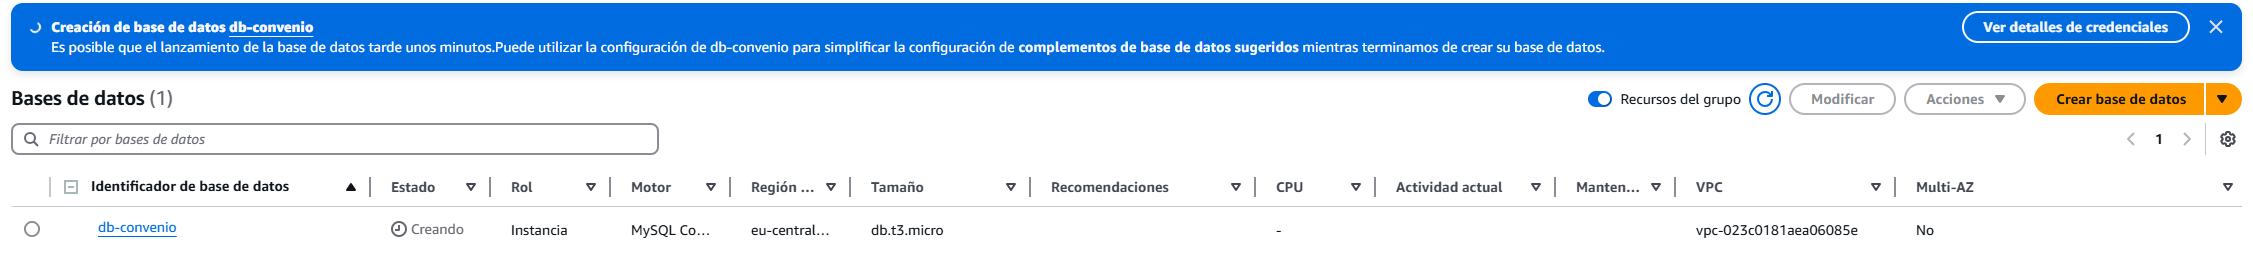 Creación de base de datos db-convenio
Ver detalles de credenciales
Es posible que el lanzamiento de la base de datos tarde unos minutos.Puede utilizar la configuración de db-convenio para simplificar la configuración de complementos de base de datos sugeridos mientras terminamos de crear su base de datos.
Bases de datos (1)
Recursos del grupo
Modificar
Acciones
Crear base de datos
Filtrar por bases de datos
1
Identificador de base de datos Estado Rol Motor Región ... Tamaño Recomendaciones CPU Actividad actual Manten... VPC Multi-AZ
db-convenio Creando Instancia MySQL Co... eu-central... db.t3.micro - vpc-023c0181aea06085e No